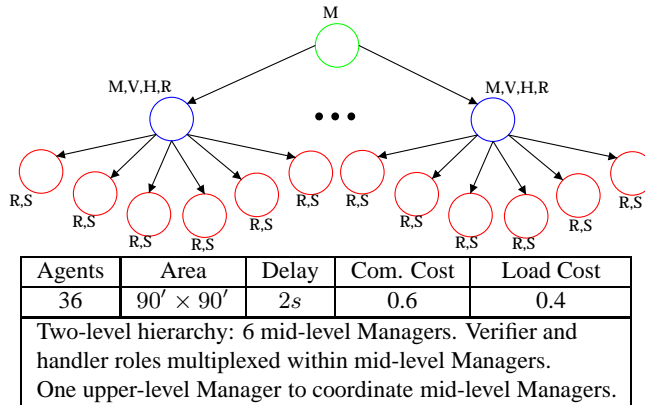 M
M,V,H,R
M,V,H,R
R,S
R,S
R,S
R,S
R,S
R,S
R,S
R,S
R,S
R,S
R,S
R,S
Agents Area Delay Com. Cost Load Cost
36 90′ × 90′ 2s 0.6 0.4
Two-level hierarchy: 6 mid-level Managers. Verifier and
handler roles multiplexed within mid-level Managers.
One upper-level Manager to coordinate mid-level Managers.